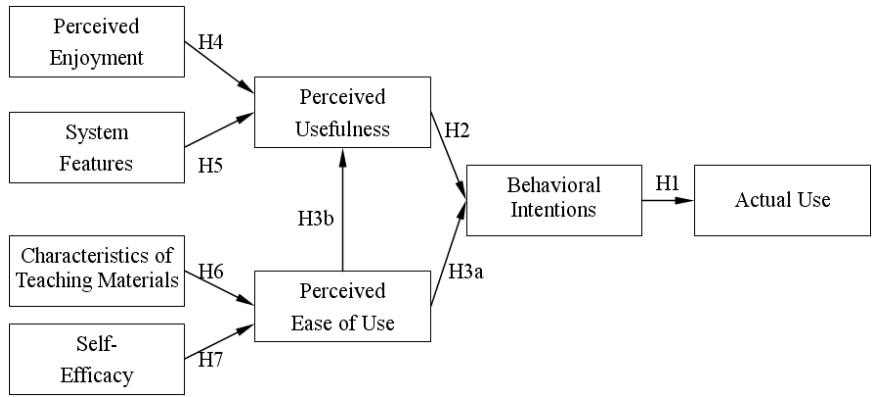 Perceived
Enjoyment
H4
Perceived
Usefulness
System
Features
H5
H2
Behavioral
Intentions
H1
Actual Use
H3b
Characteristics of
Teaching Materials
H6
H3a
Perceived
Ease of Use
Self-
Efficacy
H7